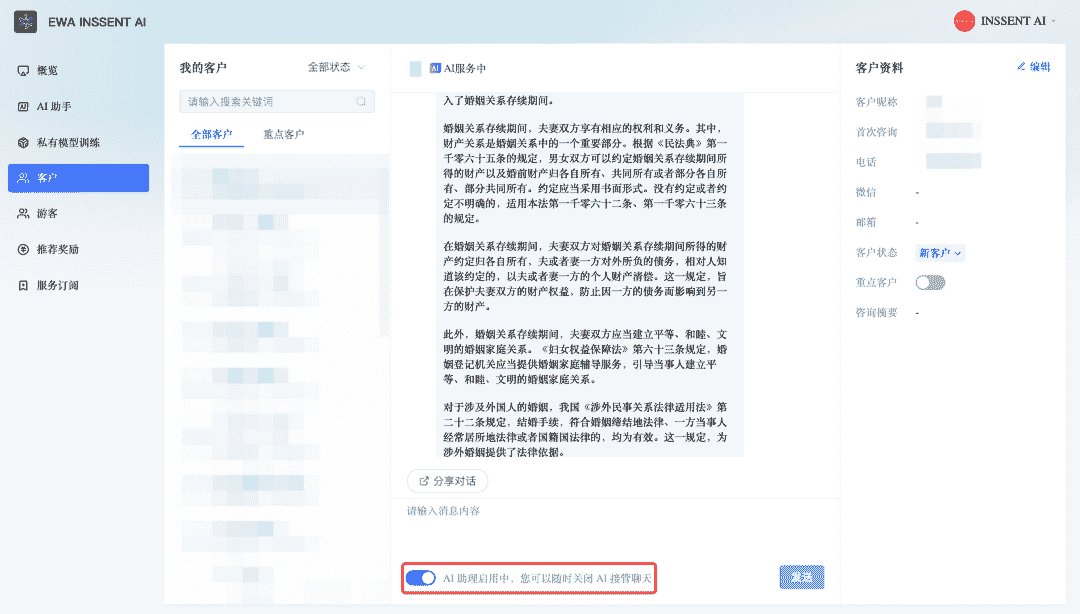 EWA INSSENT AI
INSSENT AI
概览
AI 助手
私有模型训练
客户
游客
推荐奖励
服务订阅
我的客户
全部状态
请输入搜索关键词
全部客户
重点客户
AI AI服务中
入了婚姻关系存续期间。
婚姻关系存续期间，夫妻双方享有相应的权利和义务。其中，
财产关系是婚姻关系中的一个重要部分。根据《民法典》第一
千零六十五条的规定，男女双方可以约定婚姻关系存续期间所
得的财产以及婚前财产归各自所有、共同所有或者部分各自所
有、部分共同所有。约定应当采用书面形式。没有约定或者约
定不明确的，适用本法第一千零六十二条、第一千零六十三条
的规定。
在婚姻关系存续期间，夫妻双方对婚姻关系存续期间所得的财
产约定归各自所有，夫或者妻一方对外所负的债务，相对人知
道该约定的，以夫或者妻一方的个人财产清偿。这一规定，旨
在保护夫妻双方的财产权益，防止因一方的债务而影响到另一
方的财产。
此外，婚姻关系存续期间，夫妻双方应当建立平等、和睦、文
明的婚姻家庭关系。《妇女权益保障法》第六十三条规定，婚
姻登记机关应当提供婚姻家庭辅导服务，引导当事人建立平
等、和睦、文明的婚姻家庭关系。
对于涉及外国人的婚姻，我国《涉外民事关系法律适用法》第
二十二条规定，结婚手续，符合婚姻缔结地法律、一方当事人
经常居所地法律或者国籍国法律的，均为有效。这一规定，为
涉外婚姻提供了法律依据。
分享对话
请输入消息内容
AI 助理启用中，您可以随时关闭 AI 接管聊天
发送
客户资料
编辑
客户昵称
首次咨询
电话
微信 -
邮箱 -
客户状态 新客户
重点客户
咨询摘要 -